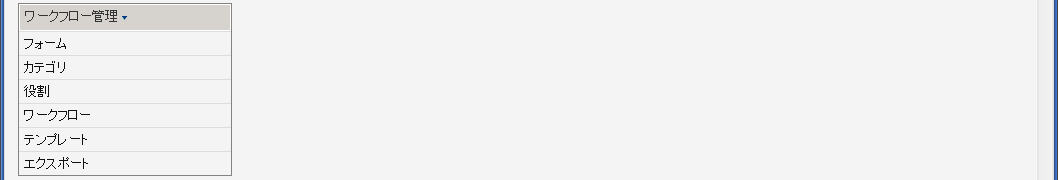 ワークフロー管理
フォーム
カテゴリ
役割
ワークフロー
テンプレート
エクスポート